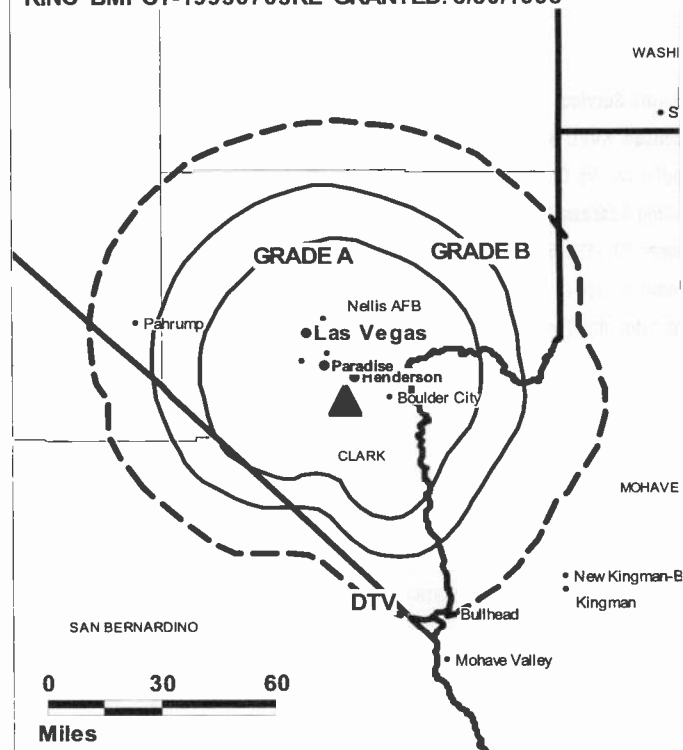 WASHI
S
GRADE A
GRADE B
Nellis AFB
Pahrump
Las Vegas
Paradise
Henderson
Boulder City
CLARK
MOHAVE
New Kingman-B
DTV
Kingman
Bullhead
SAN BERNARDINO
Mohave Valley
0 30 60
Miles